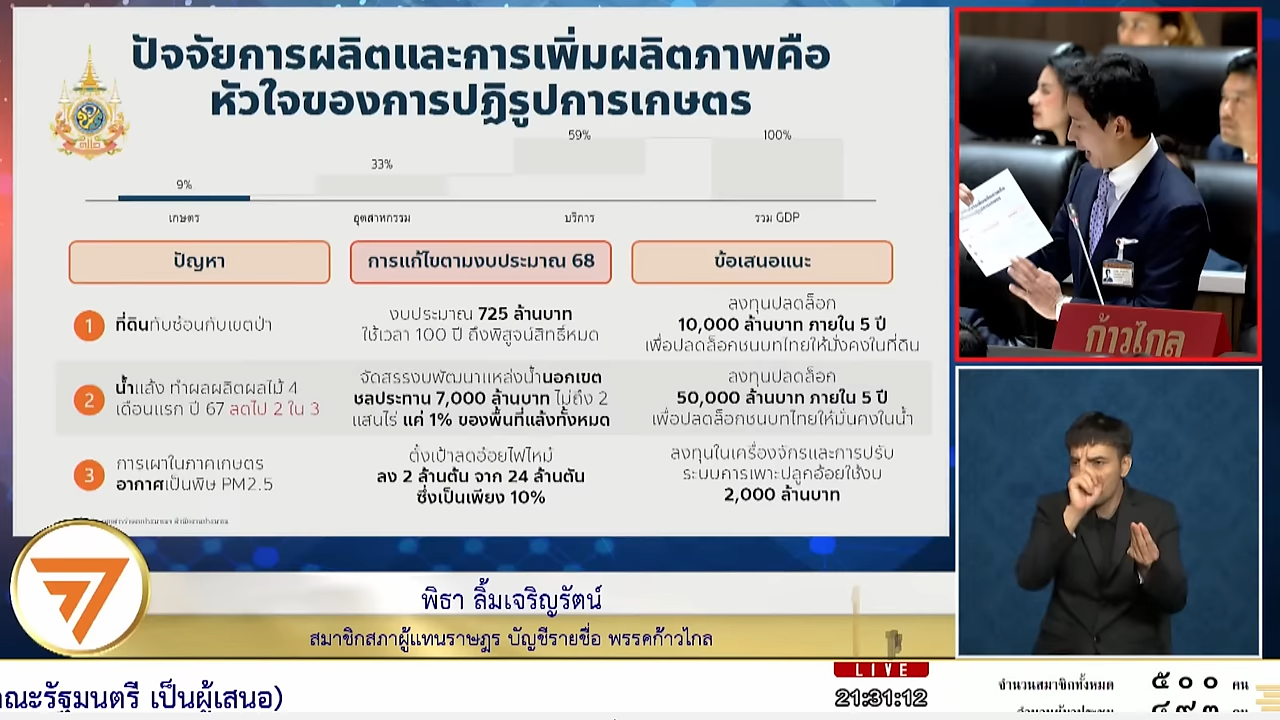 ปัจจัยการผลิตและการเพิ่มผลิตภาพคือ
หัวใจของการปฏิรูปการเกษตร
9%
33%
59%
100%
เกษตร
อุตสาหกรรม
บริการ
รวม GDP
ปัญหา
การแก้ไขตามงบประมาณ 68
ข้อเสนอแนะ
1
ที่ดินทับซ้อนกับเขตป่า
งบประมาณ 725 ล้านบาท
ใช้เวลา 100 ปี ถึงพิสูจน์สิทธิ์หมด
ลงทุนปลดล็อก
10,000 ล้านบาท ภายใน 5 ปี
เพื่อปลดล็อกชนบทไทยให้มั่งคงในที่ดิน
2
น้ำแล้ง ทำผลผลิตผลไม้ 4
เดือนแรก ปี 67 ลดไป 2 ใน 3
จัดสรรงบพัฒนาแหล่งน้ำนอกเขต
ชลประทาน 7,000 ล้านบาท ไม่ถึง 2
แสนไร่ แค่ 1% ของพื้นที่แล้งทั้งหมด
ลงทุนปลดล็อก
50,000 ล้านบาท ภายใน 5 ปี
เพื่อปลดล็อกชนบทไทยให้มั่นคงในน้ำ
3
การเผาในภาคเกษตร
อากาศเป็นพิษ PM2.5
ตั้งเป้าลดอ้อยไฟไหม้
ลง 2 ล้านตัน จาก 24 ล้านตัน
ซึ่งเป็นเพียง 10%
ลงทุนในเครื่องจักรและการปรับ
ระบบการเพาะปลูกอ้อยใช้งบ
2,000 ล้านบาท
ก้าวไกล
พิธา ลิ้มเจริญรัตน์
สมาชิกสภาผู้แทนราษฎร บัญชีรายชื่อ พรรคก้าวไกล
LIVE
21:31:12
ณะรัฐมนตรี เป็นผู้เสนอ)
จำนวนสมาชิกทั้งหมด ๕๐๐ คน